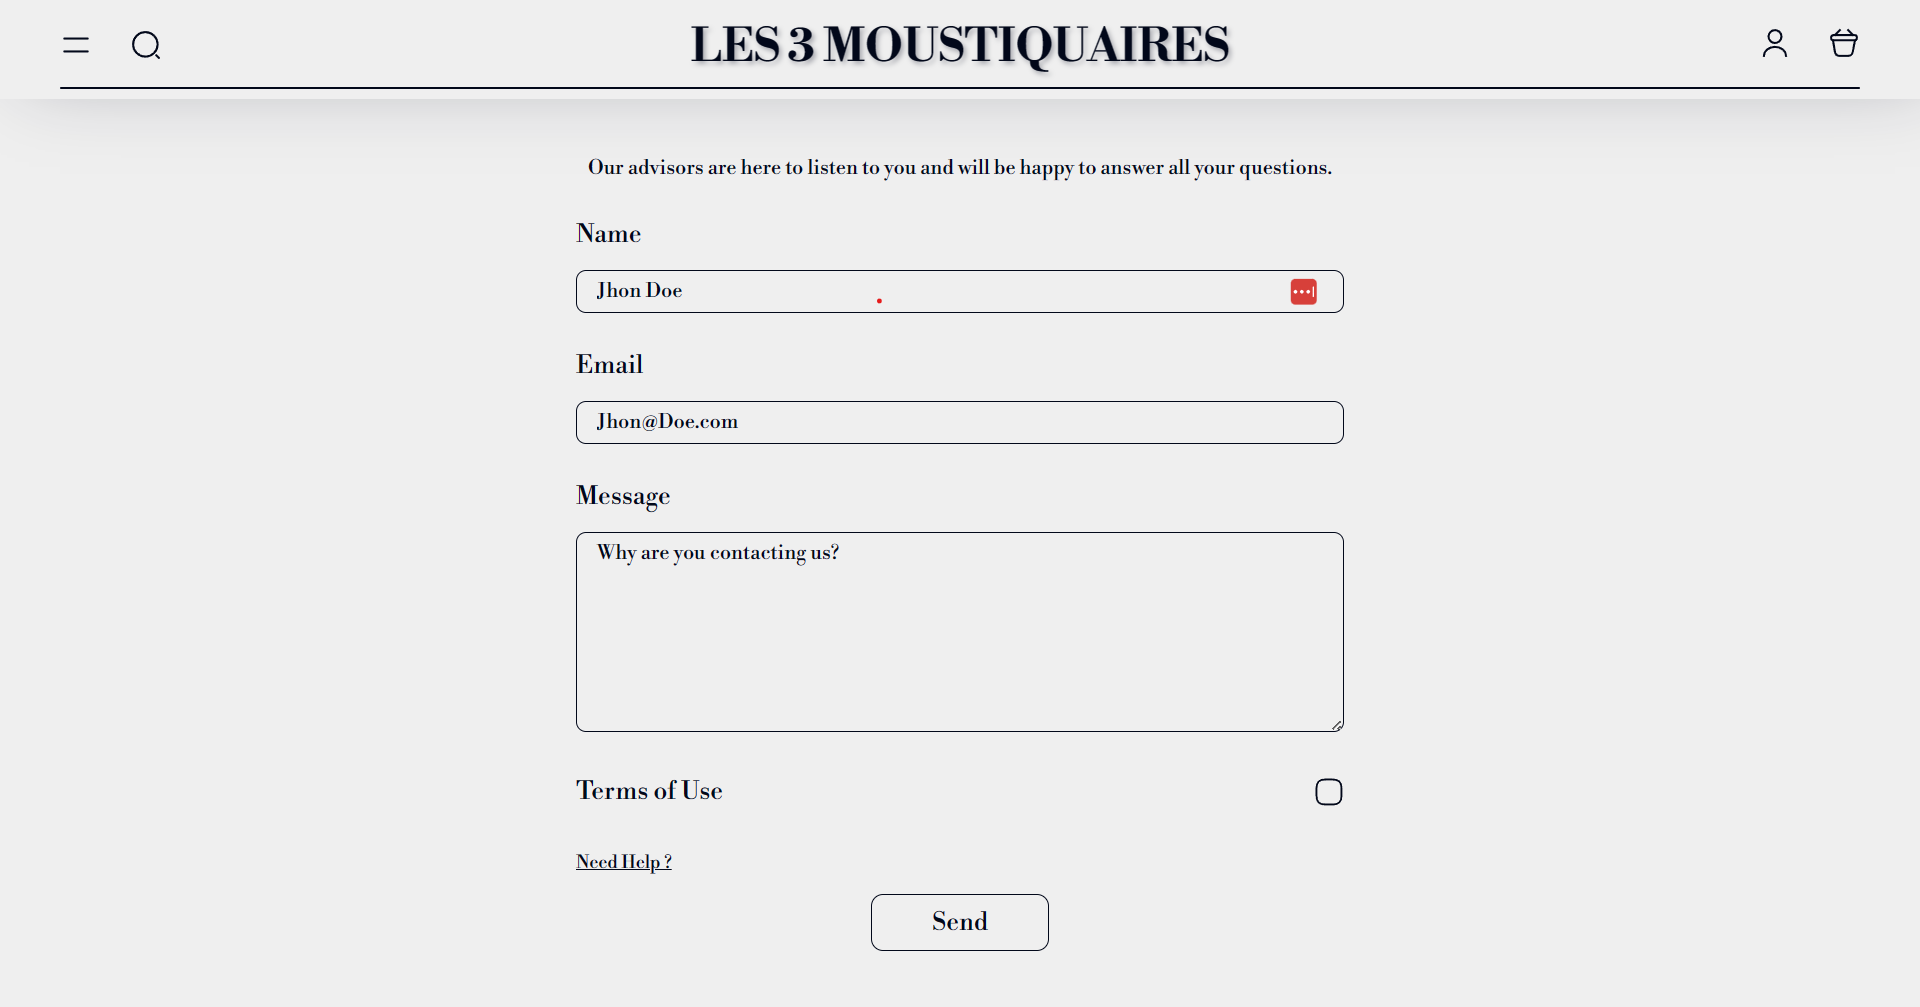 LES 3 MOUSTIQUAIRES
Our advisors are here to listen to you and will be happy to answer all your questions.
Name
Jhon Doe
Email
Jhon@Doe.com
Message
Why are you contacting us?
Terms of Use
Need Help ?
Send